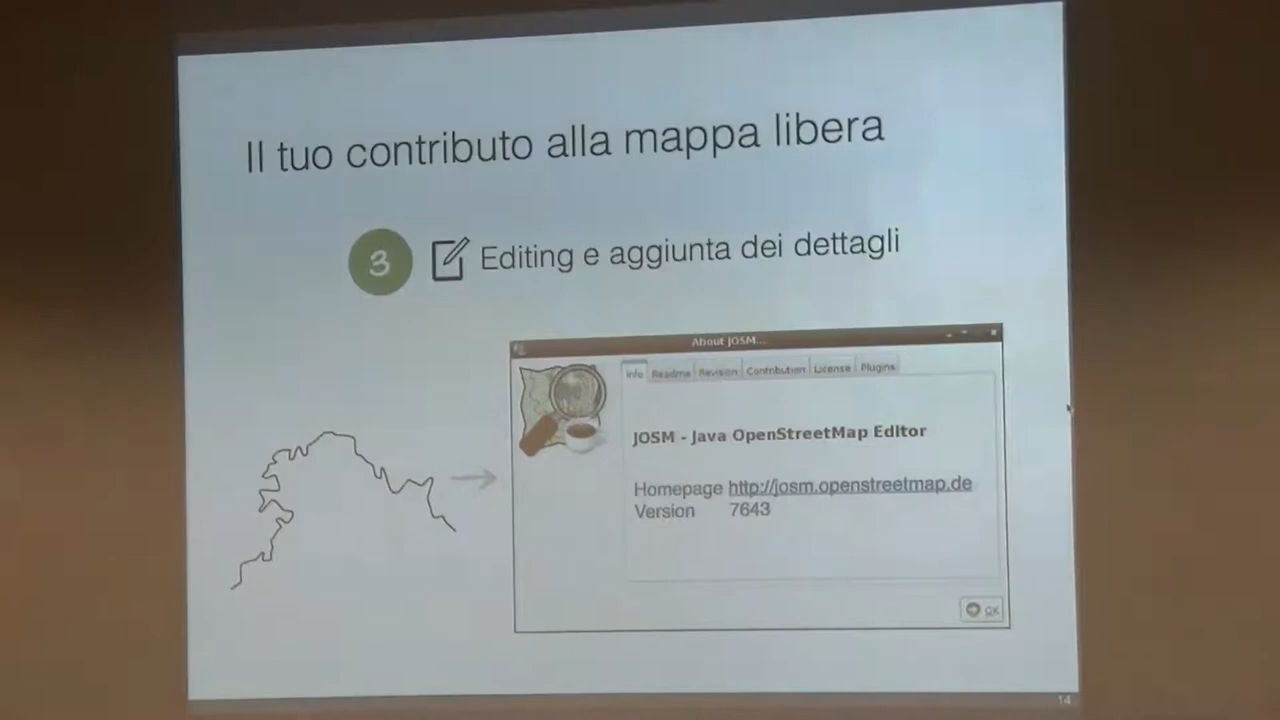 Il tuo contributo alla mappa libera
3 Editing e aggiunta dei dettagli
About JOSM...
Info Readme Revision Contribution License Plugins
JOSM - Java OpenStreetMap Editor
Homepage http://josm.openstreetmap.de
Version 7643
OK
14